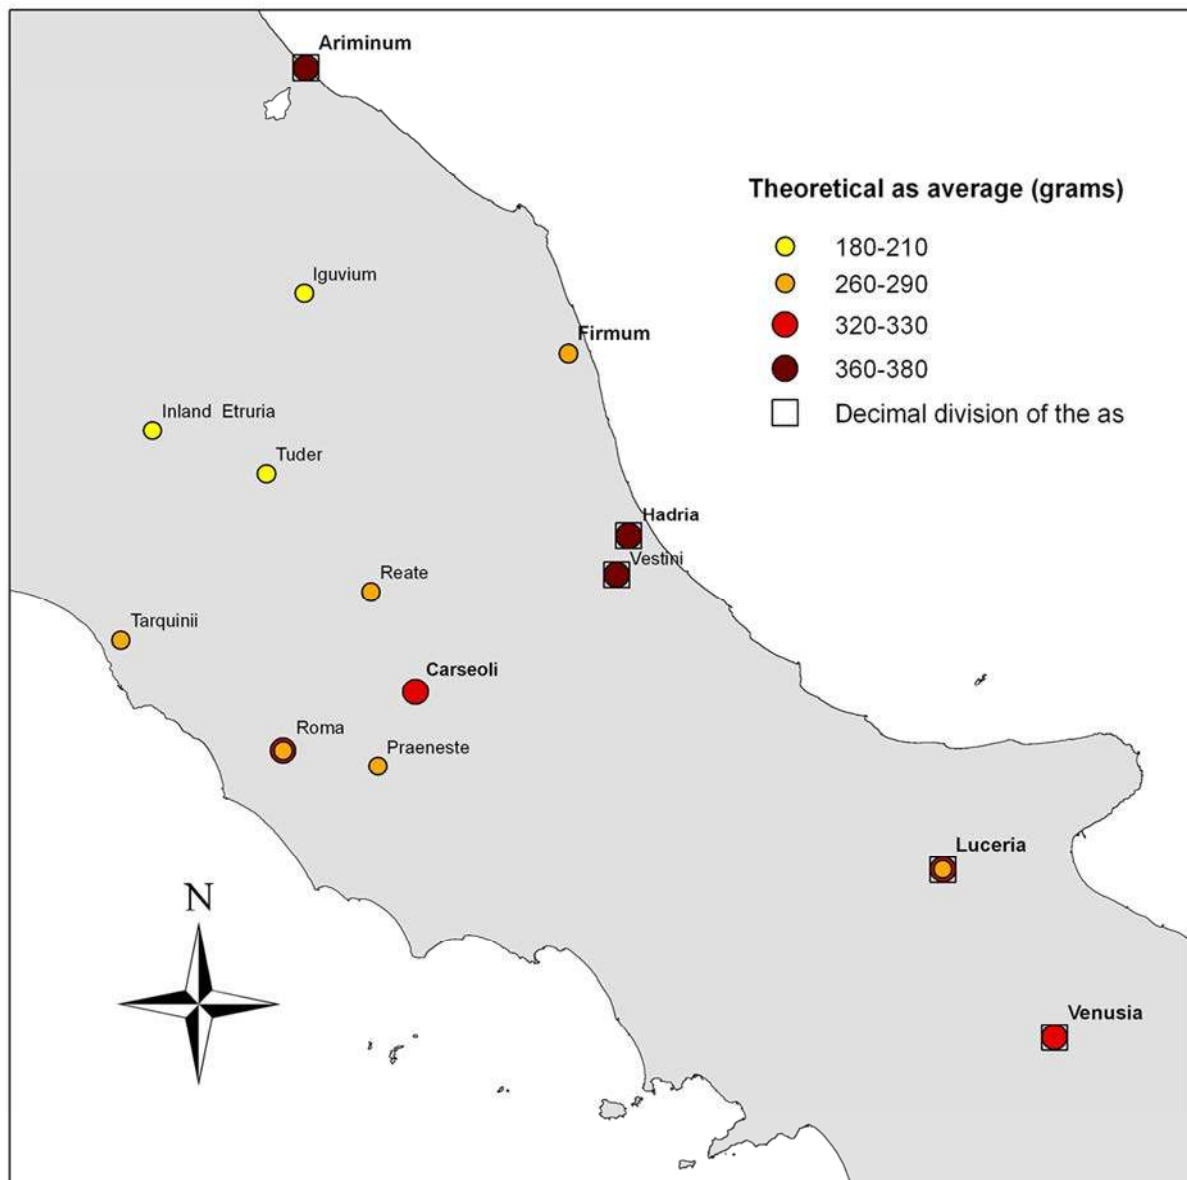 Ariminum
Theoretical as average (grams)
180-210
Iguvium
260-290
320-330
Firmum
360-380
Inland Etruria
Decimal division of the as
Tuder
Hadria
Vestini
Reate
Tarquinii
Carseoli
Roma
Praeneste
Luceria
N
Venusia